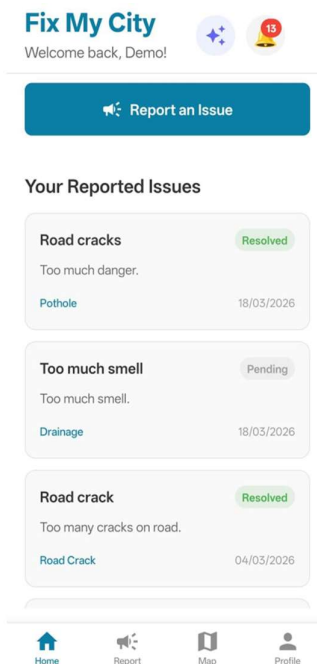 Fix My City
Welcome back, Demo!
13
Report an Issue
Your Reported Issues
Road cracks
Resolved
Too much danger.
Pothole
18/03/2026
Too much smell
Pending
Too much smell.
Drainage
18/03/2026
Road crack
Resolved
Too many cracks on road.
Road Crack
04/03/2026
Home
Report
Map
Profile